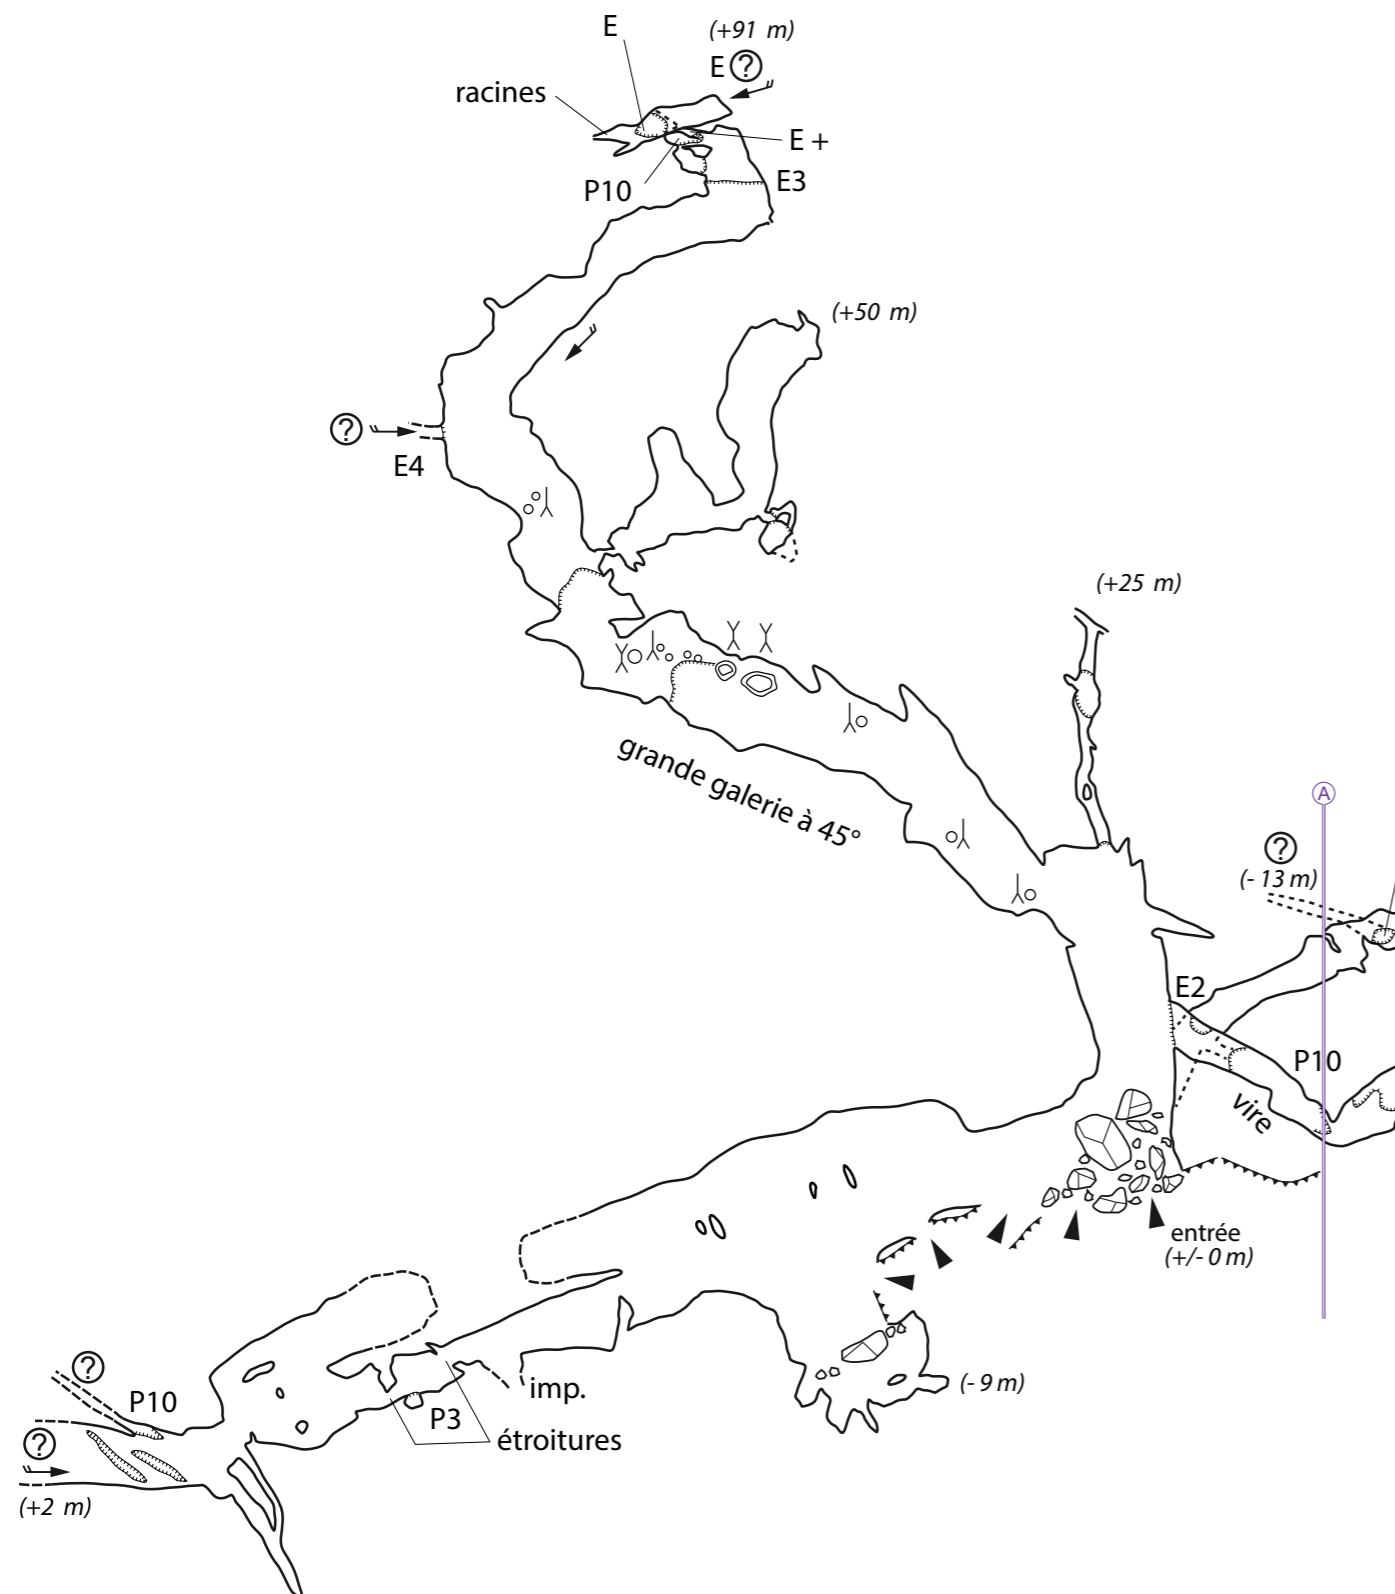 E
(+91 m)
E ?
racines
E +
P10
E3
(+50 m)
?
E4
(+25 m)
grande galerie à 45°
A
?
(- 13 m)
E2
P10
vire
entrée
(+/- 0 m)
(- 9 m)
imp.
P3
étroitures
?
P10
?
(+2 m)